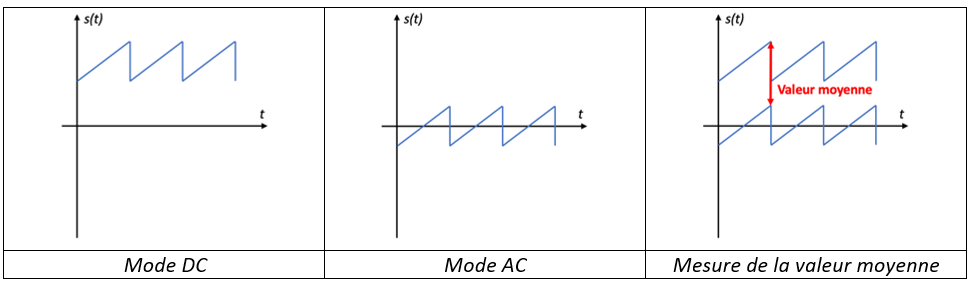 s(t)
t
Mode DC
s(t)
t
Mode AC
s(t)
Valeur moyenne
t
Mesure de la valeur moyenne